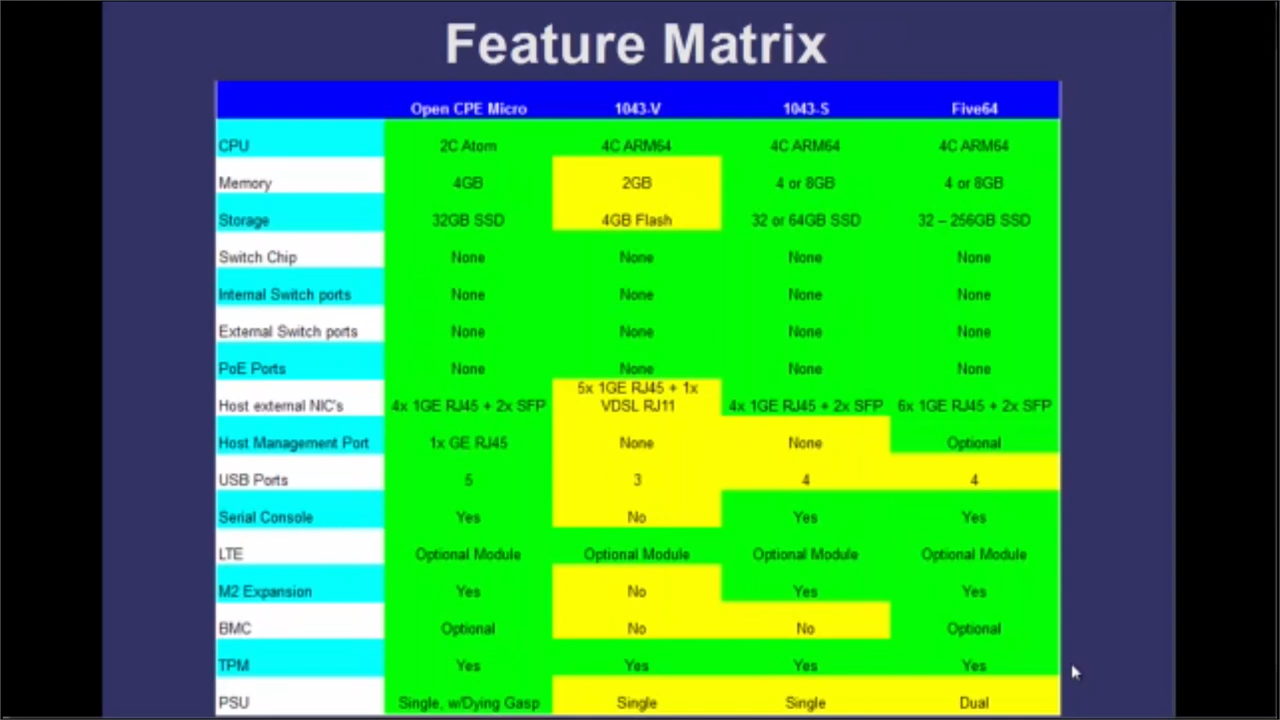 Feature Matrix
Open CPE Micro 1043-V 1043-S Five64
CPU 2C Atom 4C ARM64 4C ARM64 4C ARM64
Memory 4GB 2GB 4 or 8GB 4 or 8GB
Storage 32GB SSD 4GB Flash 32 or 64GB SSD 32 – 256GB SSD
Switch Chip None None None None
Internal Switch ports None None None None
External Switch ports None None None None
PoE Ports None None None None
5x 1GE RJ45 + 1x
Host external NIC's 4x 1GE RJ45 + 2x SFP VDSL RJ11 4x 1GE RJ45 + 2x SFP 6x 1GE RJ45 + 2x SFP
Host Management Port 1x GE RJ45 None None Optional
USB Ports 5 3 4 4
Serial Console Yes No Yes Yes
LTE Optional Module Optional Module Optional Module Optional Module
M2 Expansion Yes No Yes Yes
BMC Optional No No Optional
TPM Yes Yes Yes Yes
PSU Single, w/Dying Gasp Single Single Dual